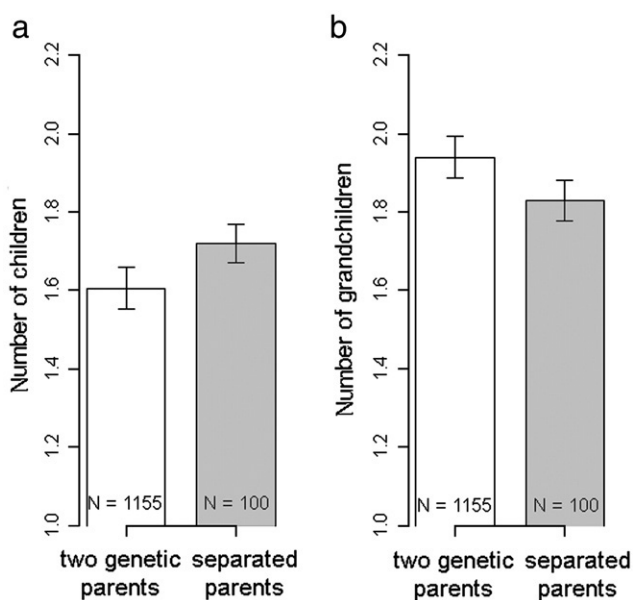 a
Number of children
2.2
2.0
1.8
1.6
1.4
1.2
1.0
N = 1155
N = 100
two genetic
parents
separated
parents
b
Number of grandchildren
2.2
2.0
1.8
1.6
1.4
1.2
1.0
N = 1155
N = 100
two genetic
parents
separated
parents